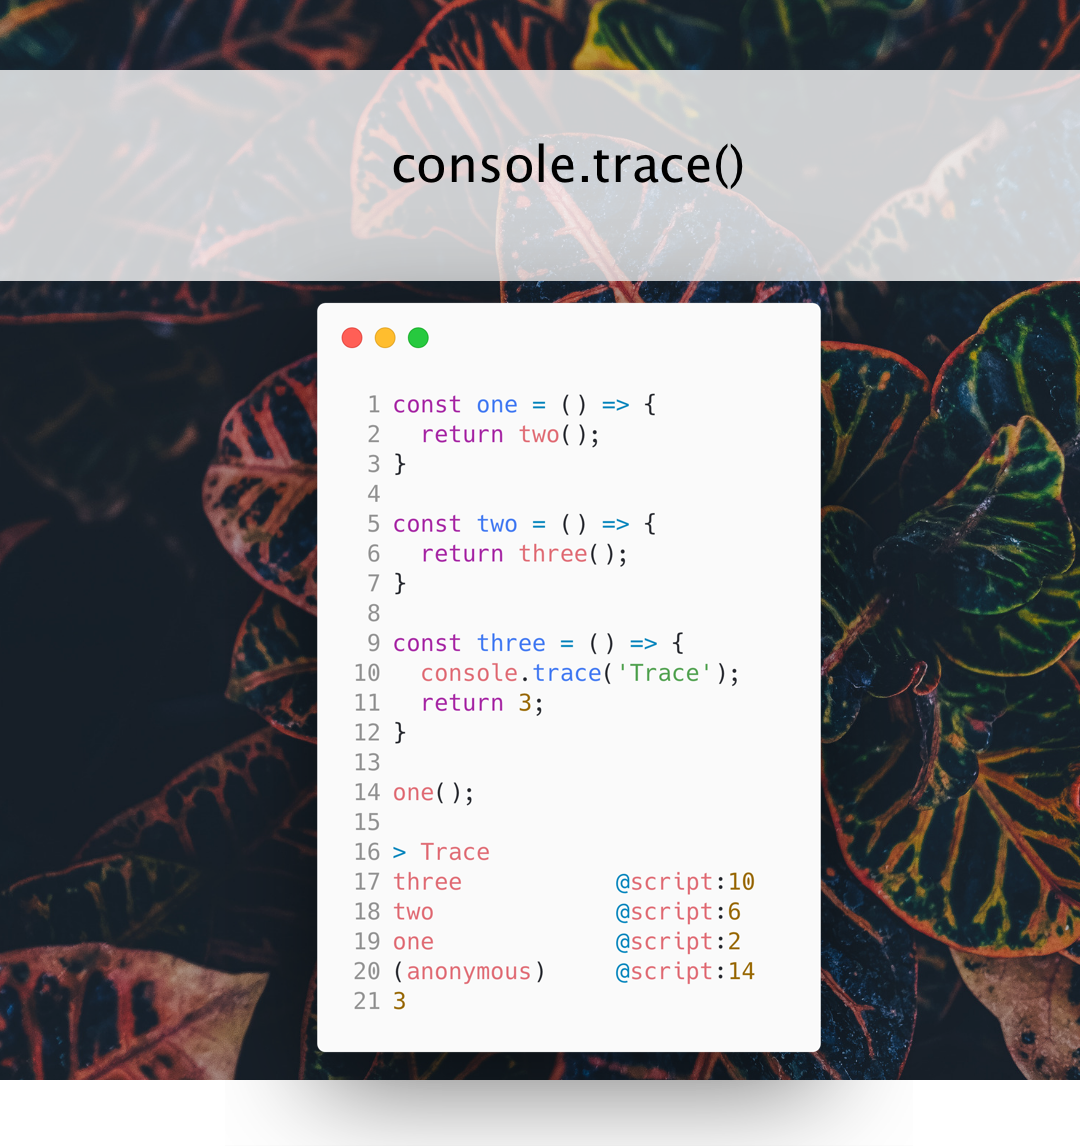 console.trace()
1 const one = () => {
2   return two();
3 }
4
5 const two = () => {
6   return three();
7 }
8
9 const three = () => {
10   console.trace('Trace');
11   return 3;
12 }
13
14 one();
15
16 > Trace
17 three           @script:10
18 two             @script:6
19 one             @script:2
20 (anonymous)     @script:14
21 3